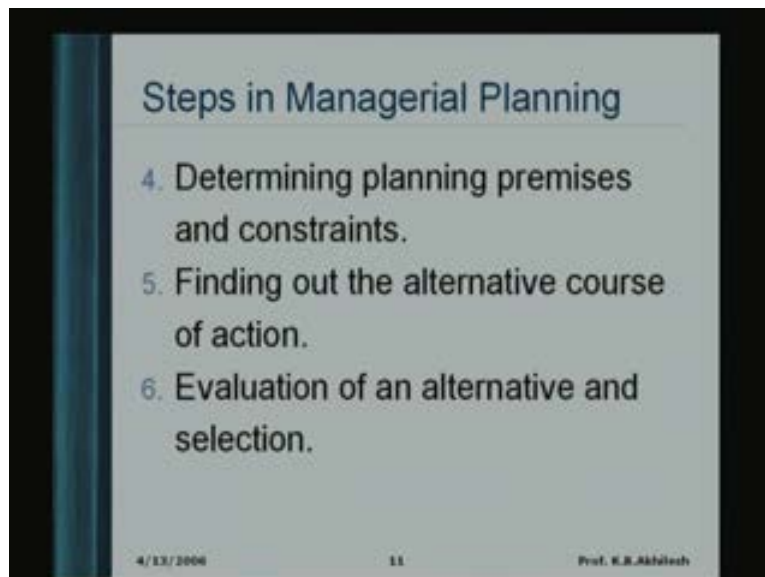 Steps in Managerial Planning
4. Determining planning premises
and constraints.
5. Finding out the alternative course
of action.
6. Evaluation of an alternative and
selection.
4/13/2006 11 Prof. K.B.Akhilesh